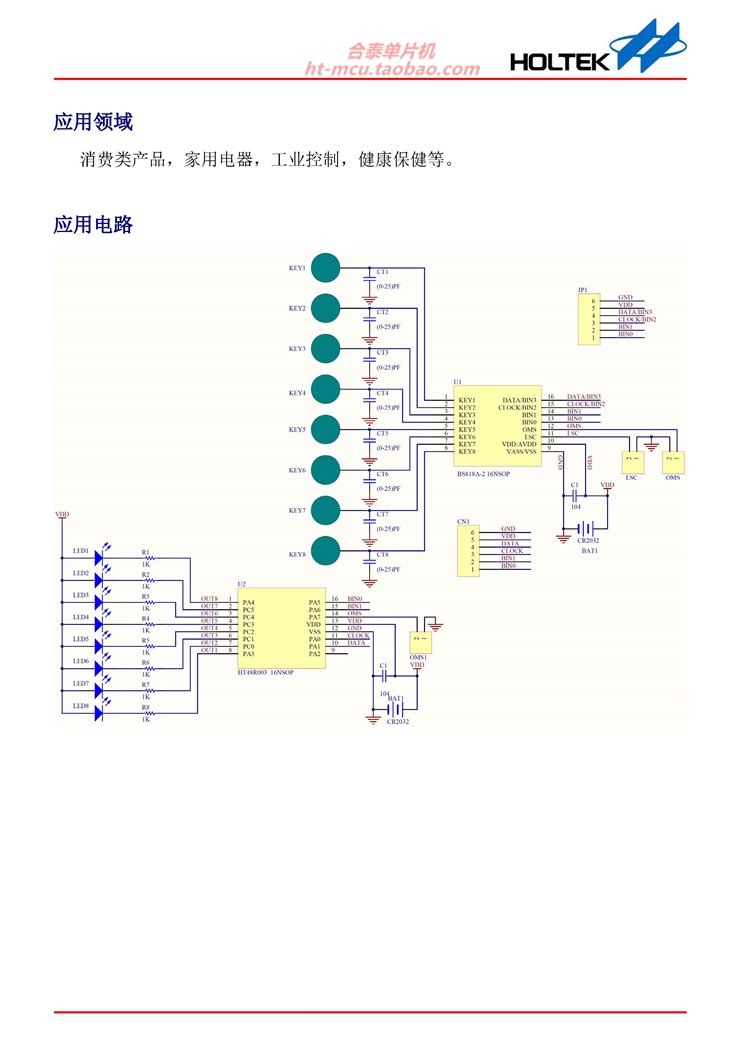 合泰单片机
ht-mcu.taobao.com
HOLTEK
应用领域
消费类产品，家用电器，工业控制，健康保健等。
应用电路
KEY1
CT1
(0-25)PF
KEY2
CT2
(0-25)PF
KEY3
CT3
(0-25)PF
KEY4
CT4
(0-25)PF
KEY5
CT5
(0-25)PF
KEY6
CT6
(0-25)PF
KEY7
CT7
(0-25)PF
KEY8
CT8
(0-25)PF
JP1
6 GND
5 VDD
4 DATA/BIN3
3 CLOCK/BIN2
2 BIN1
1 BIN0
U1
1 KEY1 DATA/BIN3 16 DATA/BIN3
2 KEY2 CLOCK/BIN2 15 CLOCK/BIN2
3 KEY3 BIN1 14 BIN1
4 KEY4 BIN0 13 BIN0
5 KEY5 OMS 12 OMS
6 KEY6 LSC 11 LSC
7 KEY7 VDD/AVDD 10
8 KEY8 VASS/VSS 9
BS818A-2 16NSOP
GND
VDD
2 1
LSC
2 1
OMS
C1
104
VDD
CR2032
BAT1
CN1
6 GND
5 VDD
4 DATA
3 CLOCK
2 BIN1
1 BIN0
VDD
LED1
R1
1K
LED2
R2
1K
LED3
R3
1K
LED4
R4
1K
LED5
R5
1K
LED6
R6
1K
LED7
R7
1K
LED8
R8
1K
U2
OUT8 1 PA4 PA5 16 BIN0
OUT7 2 PC5 PA6 15 BIN1
OUT6 3 PC4 PA7 14 OMS
OUT5 4 PC3 VDD 13 VDD
OUT4 5 PC2 VSS 12 GND
OUT3 6 PC1 PA0 11 CLOCK
OUT2 7 PC0 PA1 10 DATA
OUT1 8 PA3 PA2 9
HT48R003 16NSOP
2 1
OMS1
VDD
C1
104
BAT1
CR2032